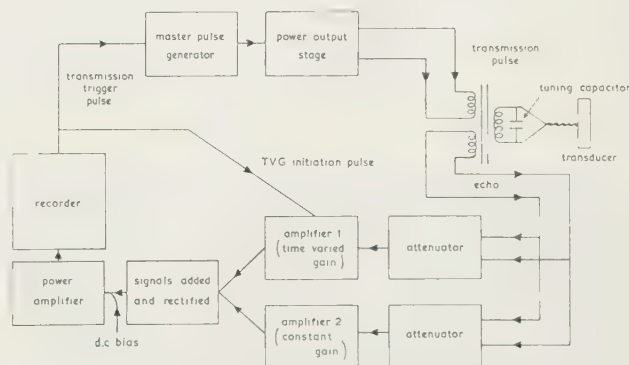 master pulse
generator
power output
stage
transmission
pulse
tuning capacitor
transmission
trigger
pulse
transducer
TVG initiation pulse
echo
recorder
amplifier 1
(time varied
gain)
attenuator
power
amplifier
signals added
and rectified
amplifier 2
(constant
gain)
attenuator
d.c bias